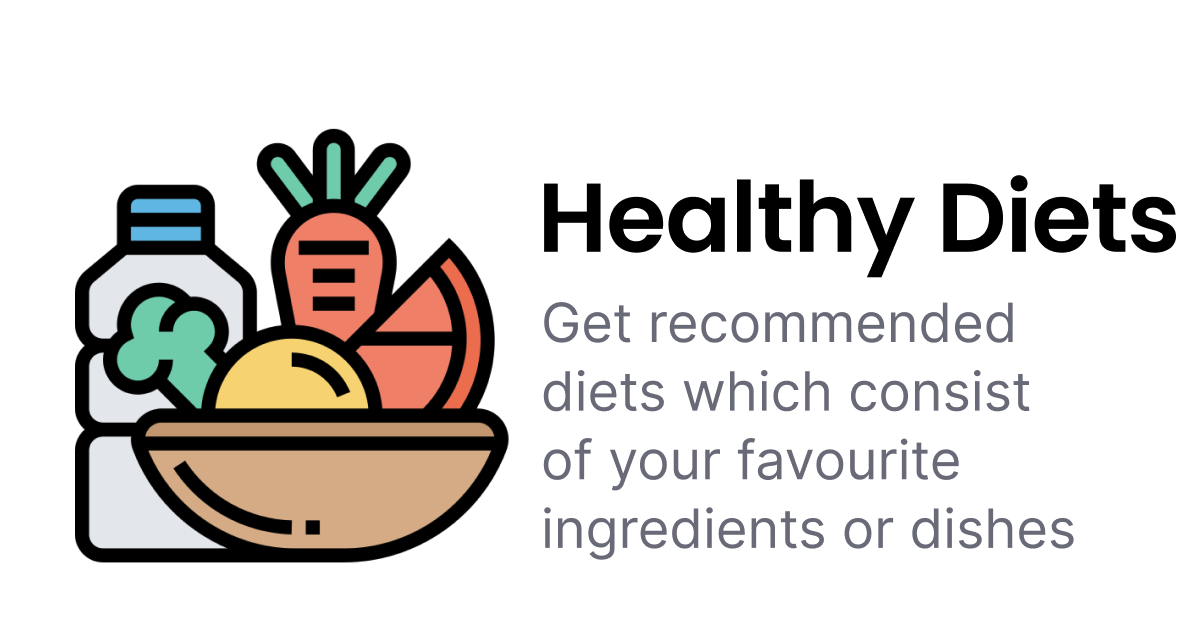 Healthy Diets
Get recommended
diets which consist
of your favourite
ingredients or dishes